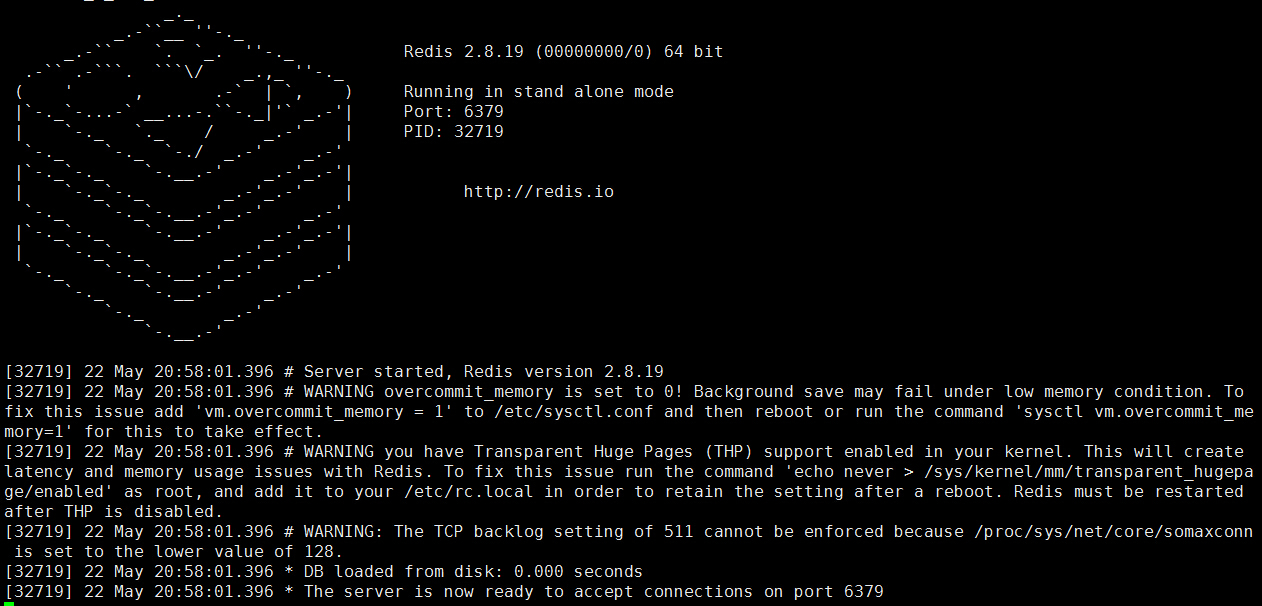 Redis 2.8.19 (00000000/0) 64 bit
Running in stand alone mode
Port: 6379
PID: 32719
http://redis.io
[32719] 22 May 20:58:01.396 # Server started, Redis version 2.8.19
[32719] 22 May 20:58:01.396 # WARNING overcommit_memory is set to 0! Background save may fail under low memory condition. To
fix this issue add 'vm.overcommit_memory = 1' to /etc/sysctl.conf and then reboot or run the command 'sysctl vm.overcommit_me
mory=1' for this to take effect.
[32719] 22 May 20:58:01.396 # WARNING you have Transparent Huge Pages (THP) support enabled in your kernel. This will create
latency and memory usage issues with Redis. To fix this issue run the command 'echo never > /sys/kernel/mm/transparent_hugepa
ge/enabled' as root, and add it to your /etc/rc.local in order to retain the setting after a reboot. Redis must be restarted
after THP is disabled.
[32719] 22 May 20:58:01.396 # WARNING: The TCP backlog setting of 511 cannot be enforced because /proc/sys/net/core/somaxconn
is set to the lower value of 128.
[32719] 22 May 20:58:01.396 * DB loaded from disk: 0.000 seconds
[32719] 22 May 20:58:01.396 * The server is now ready to accept connections on port 6379